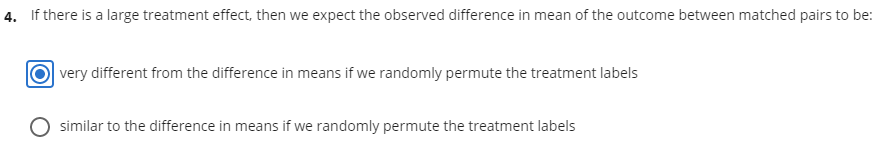 4. If there is a large treatment effect, then we expect the observed difference in mean of the outcome between matched pairs to be:
very different from the difference in means if we randomly permute the treatment labels
similar to the difference in means if we randomly permute the treatment labels